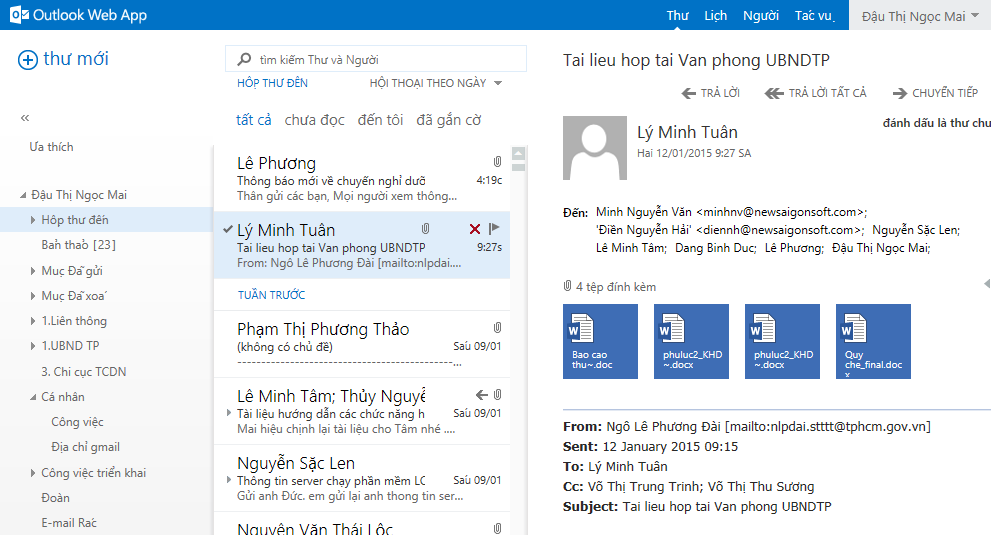 Outlook Web App
Thư Lịch Người Tác vụ Đậu Thị Ngọc Mai
thư mới
«
Ưa thích
Đậu Thị Ngọc Mai
Hộp thư đến
Bản thảo [23]
Mục Đã gửi
Mục Đã xoá
1.Liên thông
1.UBND TP
3. Chi cục TCDN
Cá nhân
Công việc
Địa chỉ gmail
Công việc triển khai
Đoàn
E-mail Rác
tìm kiếm Thư và Người
HỘP THƯ ĐẾN HỘI THOẠI THEO NGÀY
tất cả chưa đọc đến tôi đã gắn cờ
Lê Phương
Thông báo mới về chuyến nghỉ dưỡ 4:19c
Thân gửi các bạn, Mọi người xem thông...
Lý Minh Tuân
Tai lieu hop tai Van phong UBNDTP 9:27s
From: Ngô Lê Phương Đài [mailto:nlpdai....
TUẦN TRƯỚC
Phạm Thị Phương Thảo
(không có chủ đề) Sáu 09/01
------------------------------------------...
Lê Minh Tâm; Thủy Nguyễ
Tài liệu hướng dẫn các chức năng h Sáu 09/01
Mai hiệu chịnh lại tài liệu cho Tâm nhé ....
Nguyễn Sặc Len
Thông tin server chạy phần mềm LC Sáu 09/01
Gửi anh Đức. em gửi lại anh thong tin ser...
Nguyễn Văn Thái Lộc
Tai lieu hop tai Van phong UBNDTP
TRẢ LỜI TRẢ LỜI TẤT CẢ CHUYỂN TIẾP
đánh dấu là thư chu
Lý Minh Tuân
Hai 12/01/2015 9:27 SA
Đến: Minh Nguyễn Văn <minhnv@newsaigonsoft.com>;
'Điền Nguyễn Hải' <diennh@newsaigonsoft.com>; Nguyễn Sặc Len;
Lê Minh Tâm; Dang Binh Duc; Lê Phương; Đậu Thị Ngọc Mai;
4 tệp đính kèm
Bao cao thu~.doc
phuluc2_KHD~.docx
phuluc2_KHD~.docx
Quy che_final.docx
From: Ngô Lê Phương Đài [mailto:nlpdai.stttt@tphcm.gov.vn]
Sent: 12 January 2015 09:15
To: Lý Minh Tuân
Cc: Võ Thị Trung Trinh; Võ Thị Thu Sương
Subject: Tai lieu hop tai Van phong UBNDTP